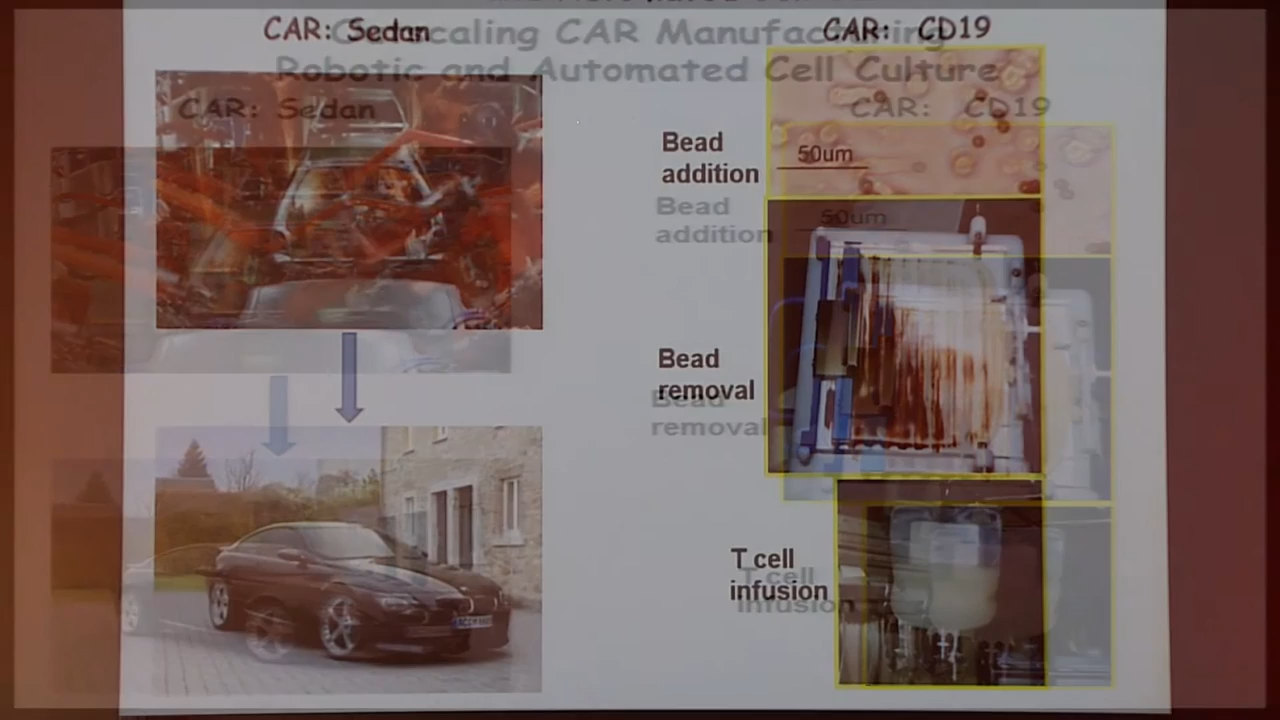 CAR: Sedan
CAR: CD19
Outscaling CAR Manufacturing
Robotic and Automated Cell Culture
CAR: Sedan
CAR: CD19
Bead
addition
50um
Bead
addition
50um
Bead
removal
Bead
removal
T cell
infusion
T cell
infusion